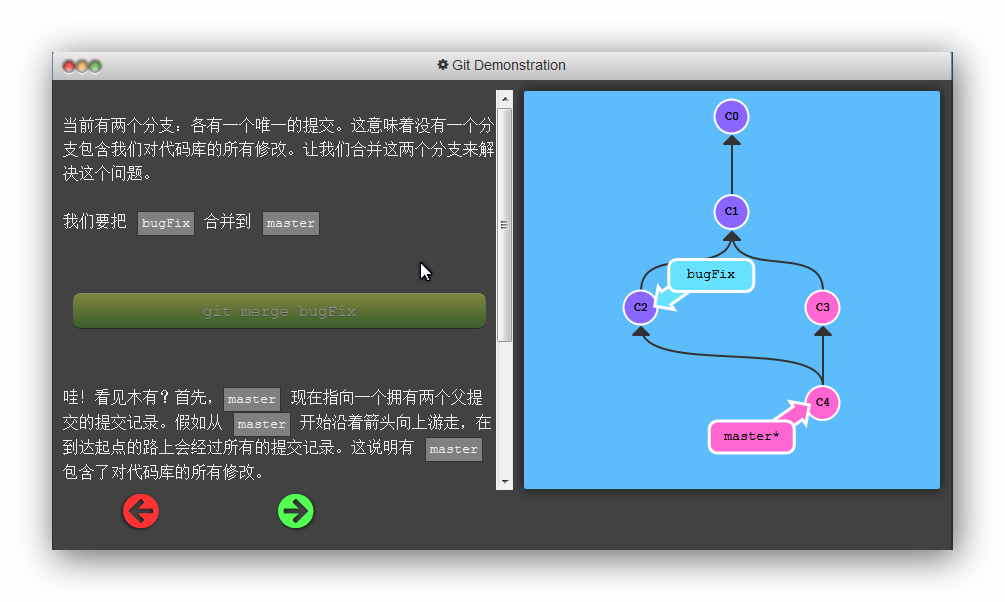 Git Demonstration
当前有两个分支：各有一个唯一的提交。这意味着没有一个分
支包含我们对代码库的所有修改。让我们合并这两个分支来解
决这个问题。
我们要把 bugFix 合并到 master
git merge bugFix
哇！看见木有？首先，master 现在指向一个拥有两个父提
交的提交记录。假如从 master 开始沿着箭头向上游走，在
到达起点的路上会经过所有的提交记录。这说明有 master
包含了对代码库的所有修改。
C0
C1
bugFix
C2
C3
C4
master*